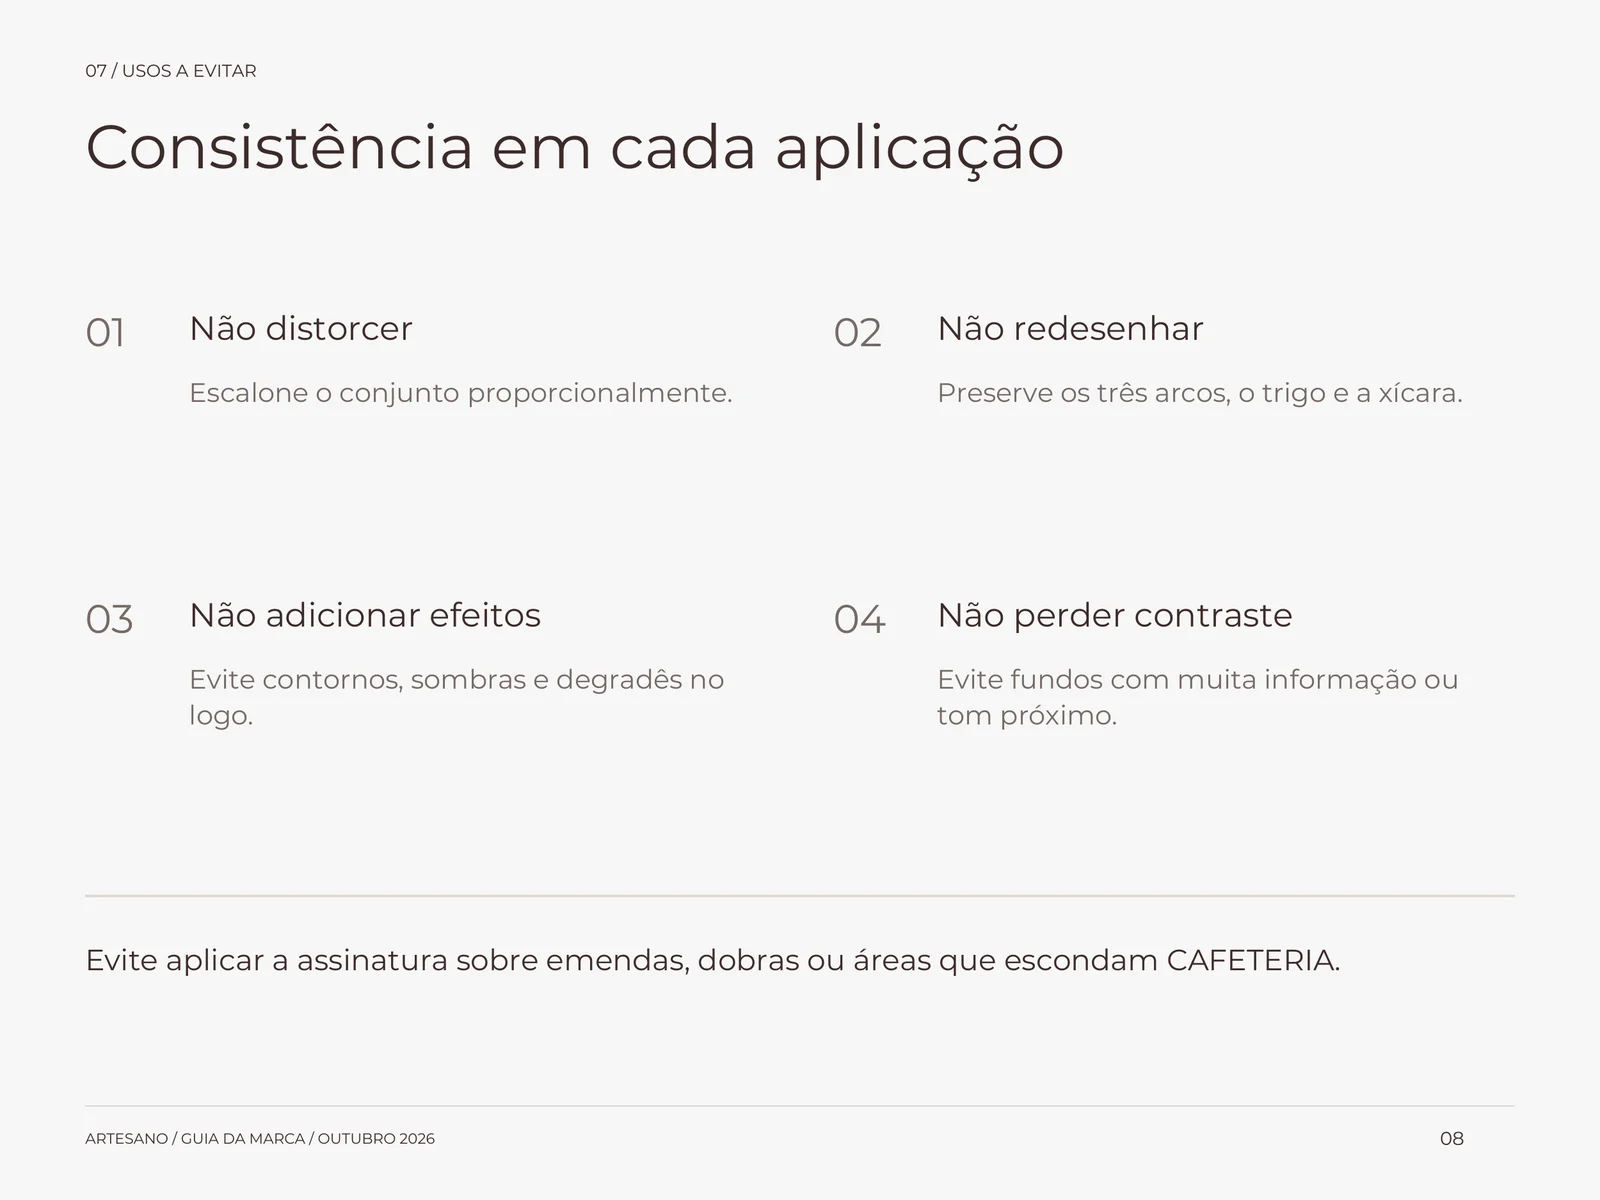 07 / USOS A EVITAR
Consistência em cada aplicação
01
Não distorcer
Escalone o conjunto proporcionalmente.
02
Não redesenhar
Preserve os três arcos, o trigo e a xícara.
03
Não adicionar efeitos
Evite contornos, sombras e degradês no
logo.
04
Não perder contraste
Evite fundos com muita informação ou
tom próximo.
Evite aplicar a assinatura sobre emendas, dobras ou áreas que escondam CAFETERIA.
ARTESANO / GUIA DA MARCA / OUTUBRO 2026
08